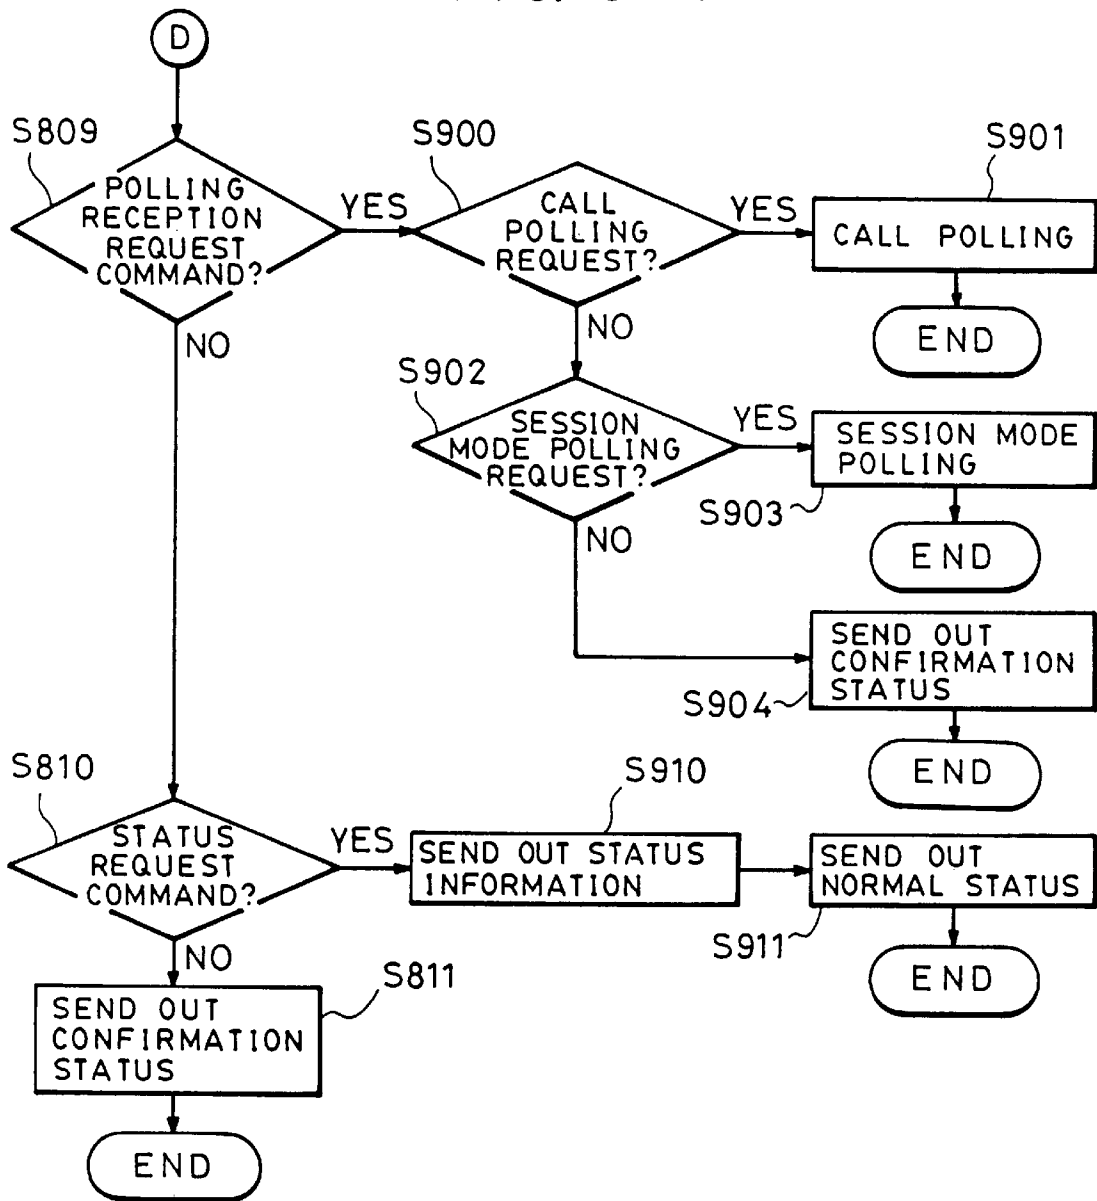 D
S809
POLLING
RECEPTION
REQUEST
COMMAND?
YES
NO
S900
CALL
POLLING
REQUEST?
YES
NO
S901
CALL POLLING
END
S902
SESSION
MODE POLLING
REQUEST?
YES
NO
SESSION MODE
POLLING
S903
END
SEND OUT
CONFIRMATION
STATUS
S904
END
S810
STATUS
REQUEST
COMMAND?
YES
NO
S910
SEND OUT STATUS
INFORMATION
SEND OUT
NORMAL STATUS
S911
END
S811
SEND OUT
CONFIRMATION
STATUS
END